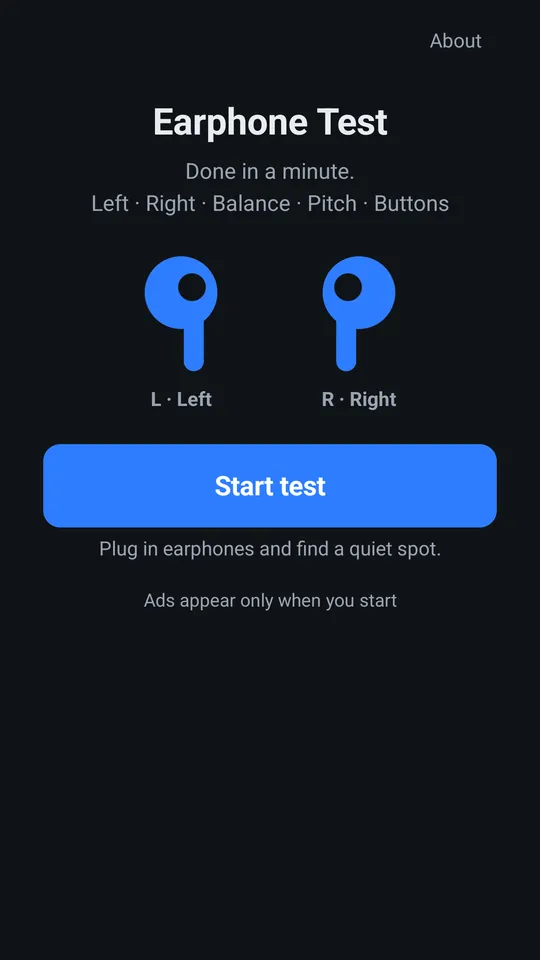 About
Earphone Test
Done in a minute.
Left · Right · Balance · Pitch · Buttons
L · Left
R · Right
Start test
Plug in earphones and find a quiet spot.
Ads appear only when you start